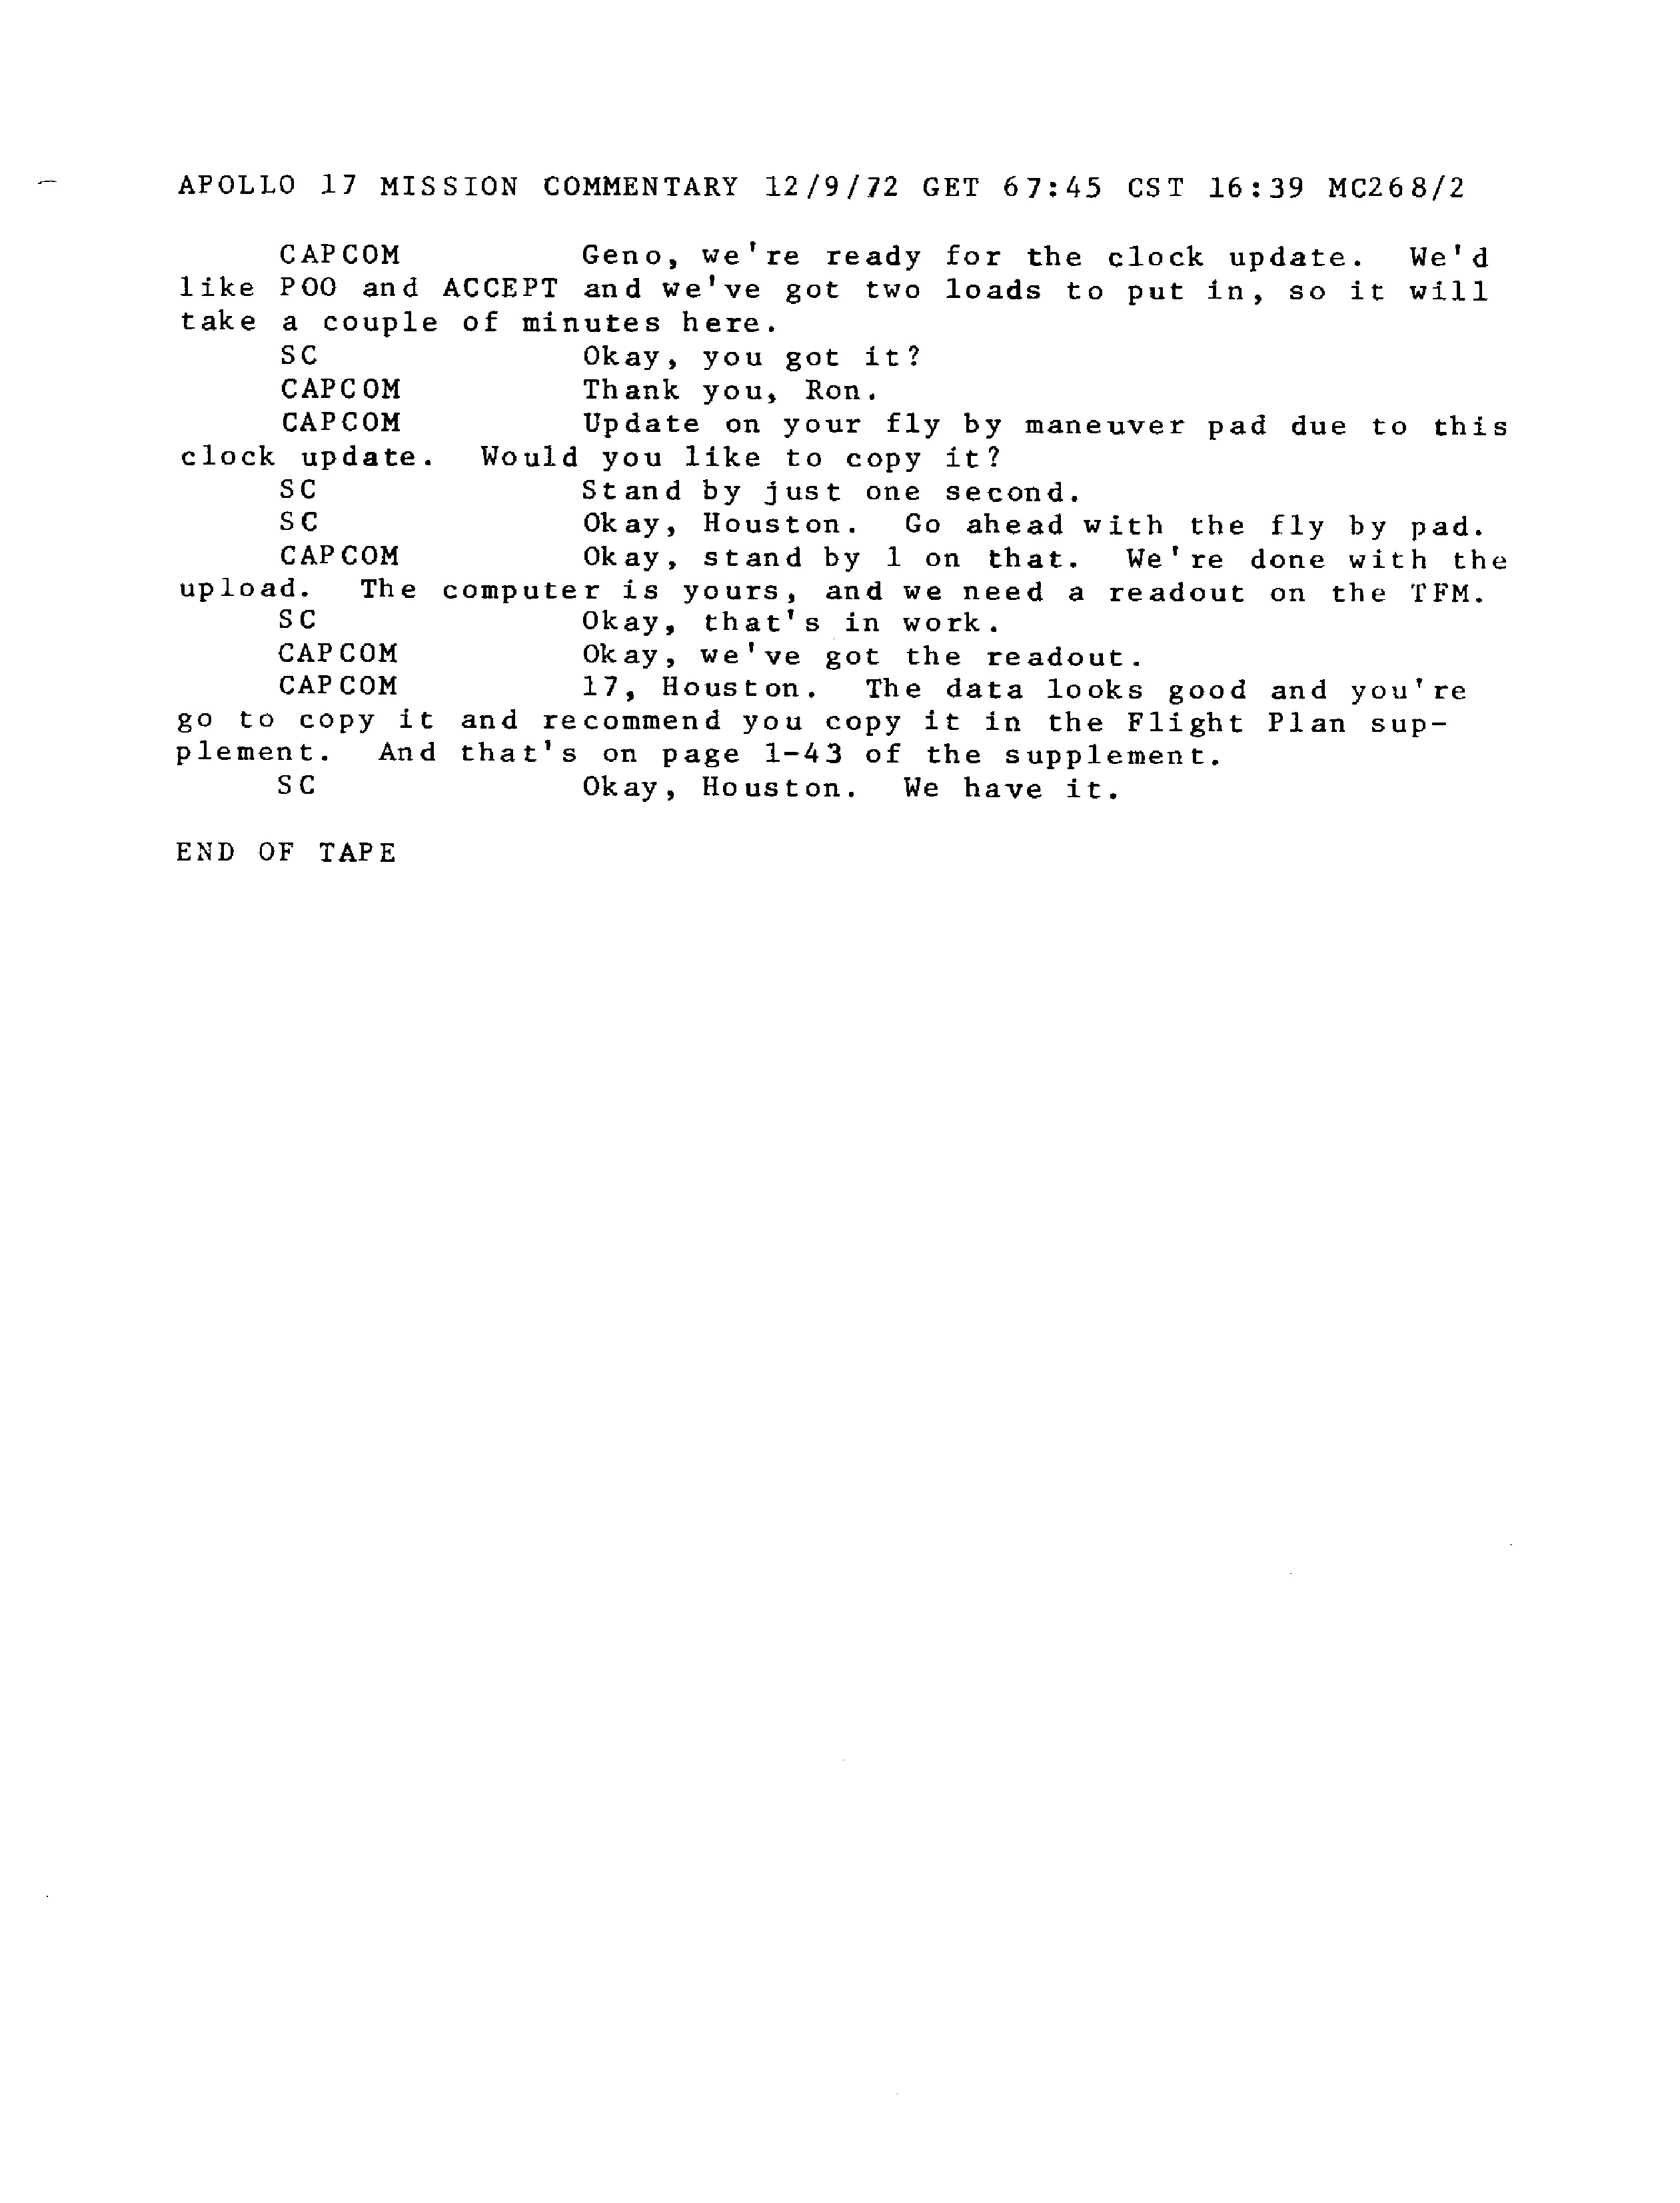 APOLLO 17 MISSION COMMENTARY 12/9/72 GET 67:45 CST 16:39 MC268/2
CAPCOM Geno, we're ready for the clock update. We'd
like POO and ACCEPT and we've got two loads to put in, so it will
take a couple of minutes here.
SC Okay, you got it?
CAPCOM Thank you, Ron.
CAPCOM Update on your fly by maneuver pad due to this
clock update. Would you like to copy it?
SC Stand by just one second.
SC Okay, Houston. Go ahead with the fly by pad.
CAPCOM Okay, stand by 1 on that. We're done with the
upload. The computer is yours, and we need a readout on the TFM.
SC Okay, that's in work.
CAPCOM Okay, we've got the readout.
CAPCOM 17, Houston. The data looks good and you're
go to copy it and recommend you copy it in the Flight Plan sup-
plement. And that's on page 1-43 of the supplement.
SC Okay, Houston. We have it.
END OF TAPE